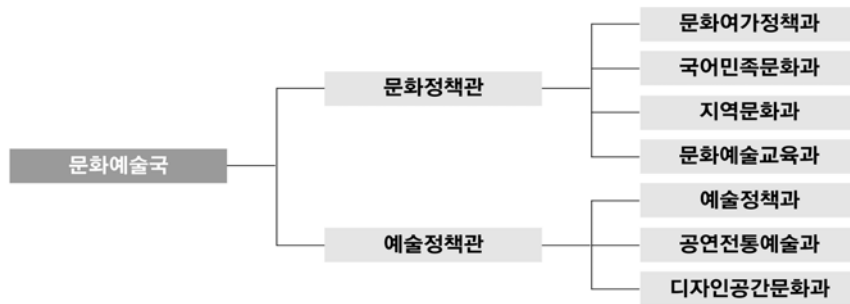 문화예술국
문화정책관
문화여가정책과
국어민족문화과
지역문화과
문화예술교육과
예술정책관
예술정책과
공연전통예술과
디자인공간문화과